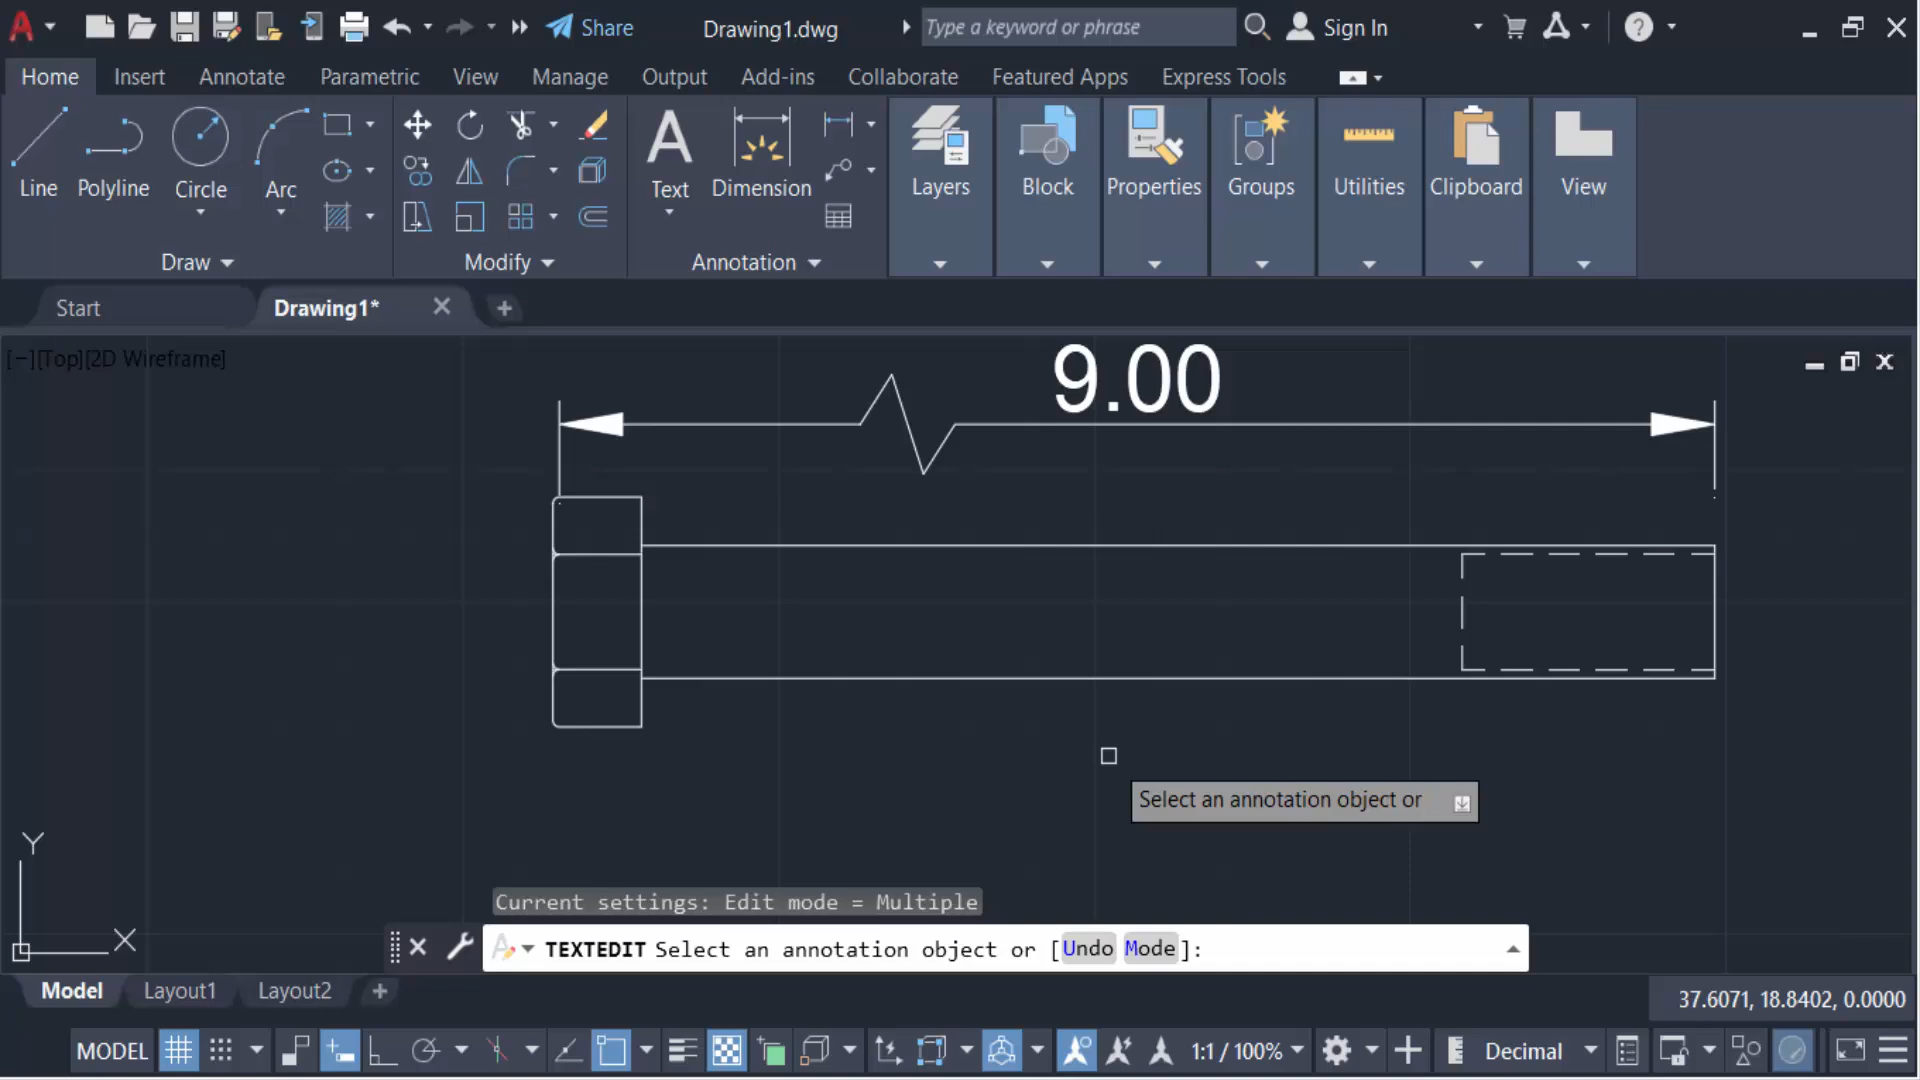 Share
Drawing1.dwg
Type a keyword or phrase
Sign In
Home
Insert
Annotate
Parametric
View
Manage
Output
Add-ins
Collaborate
Featured Apps
Express Tools
Line
Polyline
Circle
Arc
Text
Dimension
Layers
Block
Properties
Groups
Utilities
Clipboard
View
Draw
Modify
Annotation
Start
Drawing1*
[−][Top][2D Wireframe]
9.00
Select an annotation object or
Y
X
Current settings: Edit mode = Multiple
TEXTEDIT Select an annotation object or [Undo Mode]:
Model
Layout1
Layout2
37.6071, 18.8402, 0.0000
MODEL
1:1 / 100%
Decimal